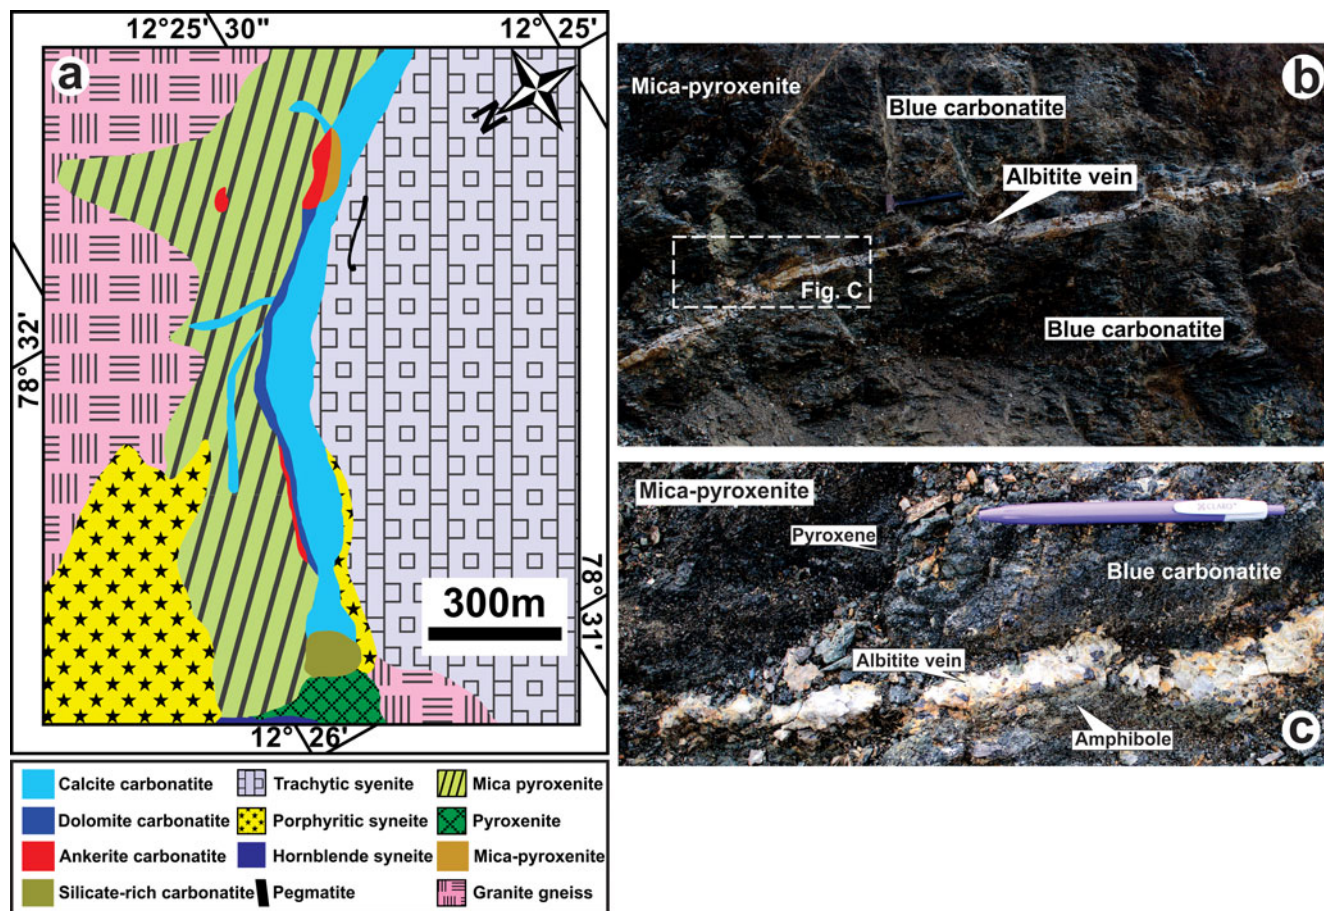 12°25' 30"
12° 25'
a
N
78° 32'
300m
78° 31'
12° 26'
Calcite carbonatite
Trachytic syenite
Mica pyroxenite
Dolomite carbonatite
Porphyritic syneite
Pyroxenite
Ankerite carbonatite
Hornblende syneite
Mica-pyroxenite
Silicate-rich carbonatite
Pegmatite
Granite gneiss
b
Mica-pyroxenite
Blue carbonatite
Albitite vein
Fig. C
Blue carbonatite
Mica-pyroxenite
Pyroxene
Blue carbonatite
Albitite vein
Amphibole
c